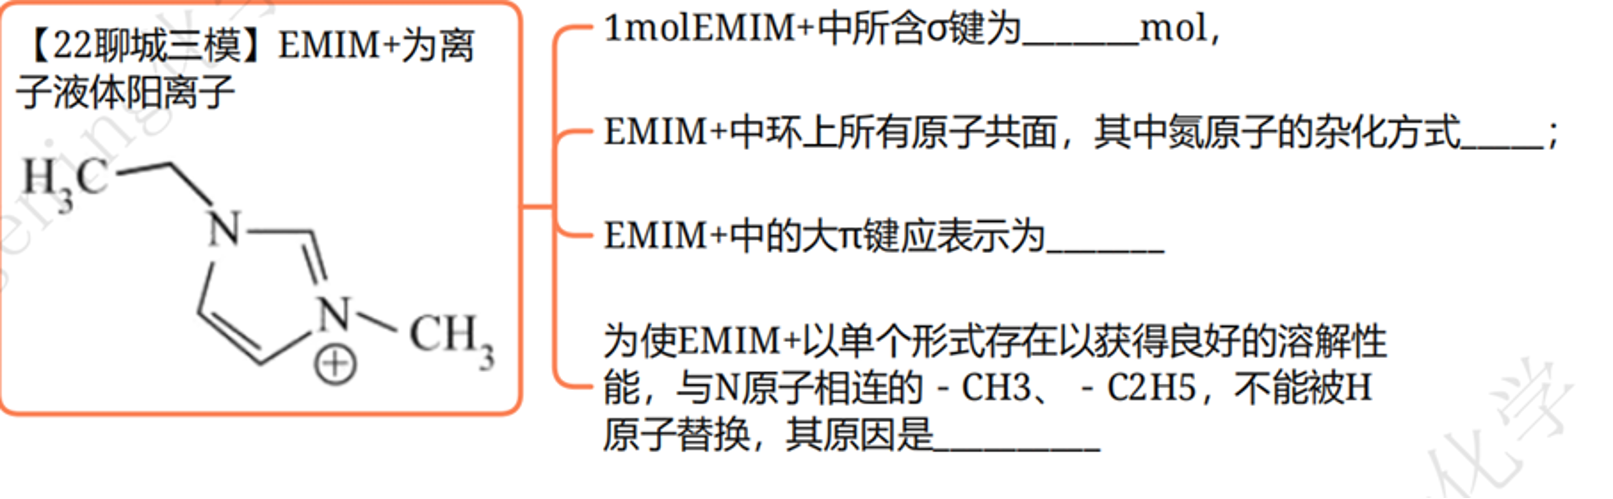 【22聊城三模】EMIM+为离
子液体阳离子
H₃C
N
N
CH₃
⊕
1molEMIM+中所含σ键为______mol，
EMIM+中环上所有原子共面，其中氮原子的杂化方式____；
EMIM+中的大π键应表示为______
为使EMIM+以单个形式存在以获得良好的溶解性
能，与N原子相连的－CH3、－C2H5，不能被H
原子替换，其原因是________
化学